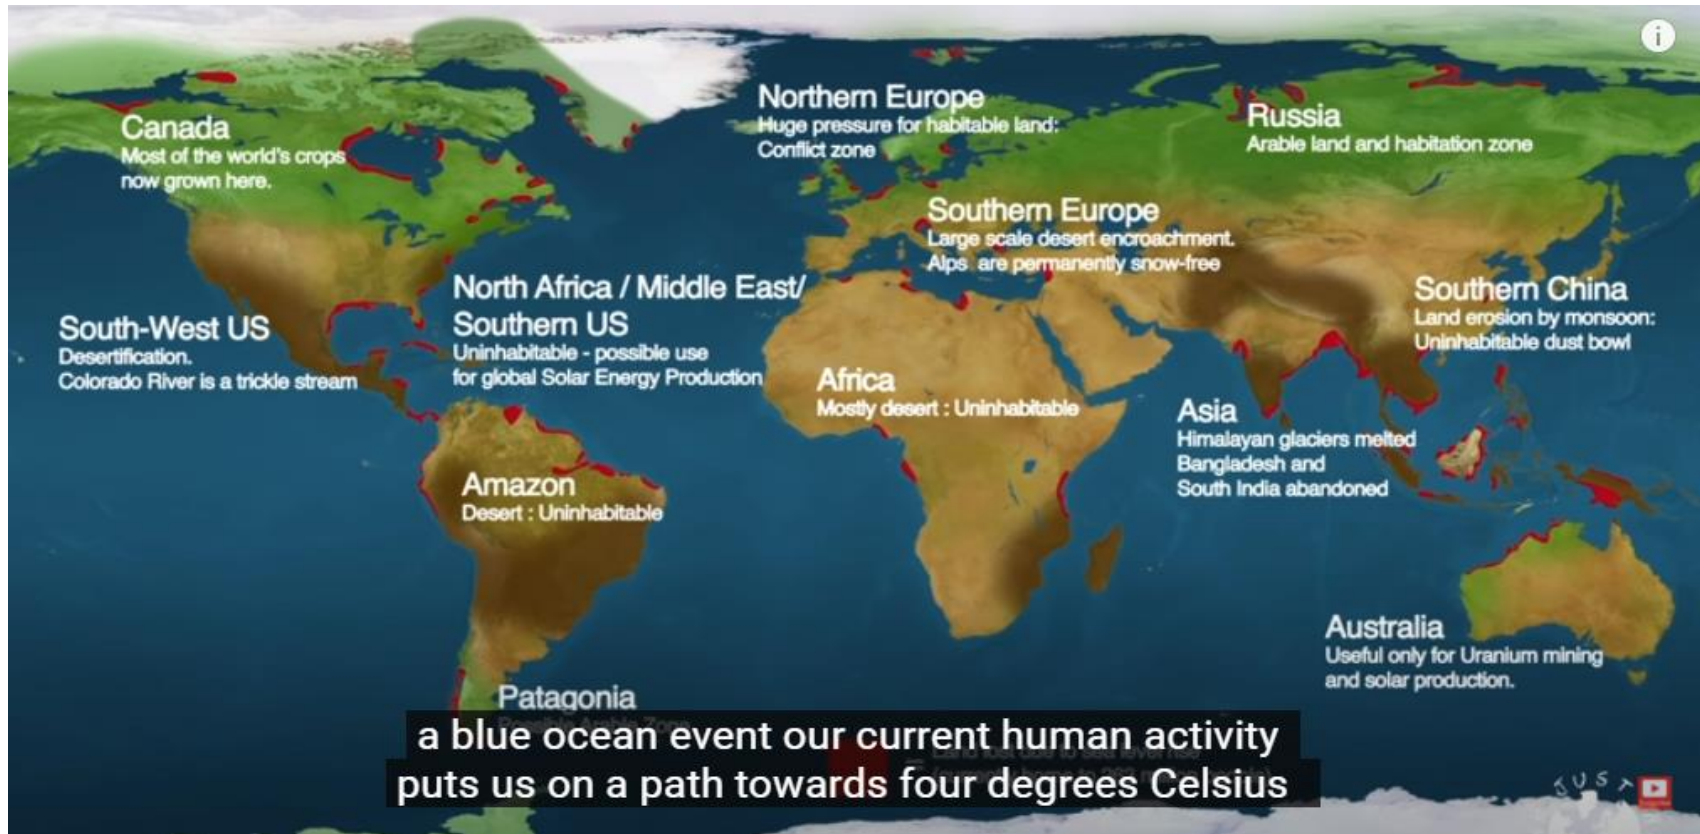 Northern Europe
Huge pressure for habitable land:
Conflict zone
Russia
Arable land and habitation zone
Canada
Most of the world's crops
now grown here.
Southern Europe
Large scale desert encroachment.
Alps are permanently snow-free
North Africa / Middle East/
Southern US
Uninhabitable - possible use
for global Solar Energy Production
Southern China
Land erosion by monsoon:
Uninhabitable dust bowl
South-West US
Desertification.
Colorado River is a trickle stream
Africa
Mostly desert : Uninhabitable
Asia
Himalayan glaciers melted
Bangladesh and
South India abandoned
Amazon
Desert : Uninhabitable
Australia
Useful only for Uranium mining
and solar production.
Patagonia
a blue ocean event our current human activity
puts us on a path towards four degrees Celsius
JUST